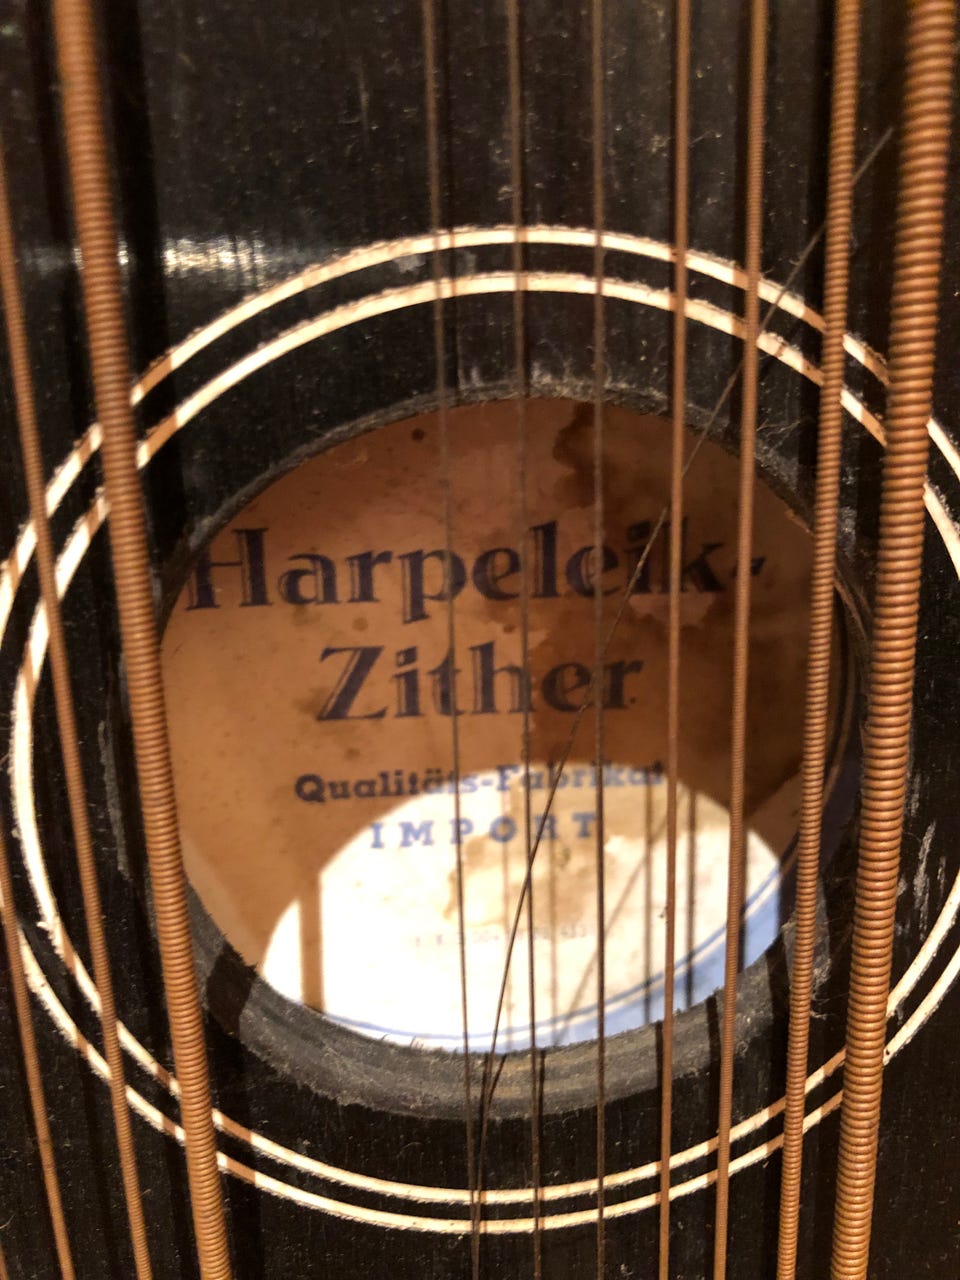 Harpeleik-
Zither
Qualitäts-Fabrikat
IMPORT